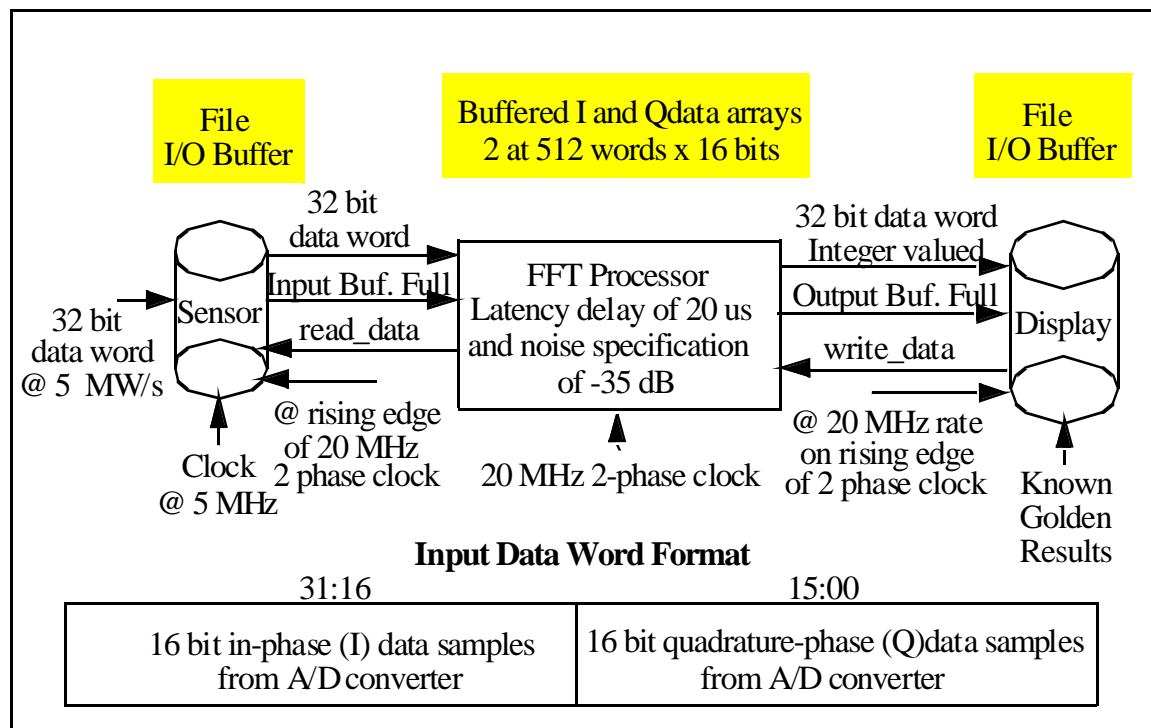 File
I/O Buffer
Buffered I and Qdata arrays
2 at 512 words x 16 bits
File
I/O Buffer
32 bit
data word
Input Buf. Full
read_data
Sensor
32 bit
data word
@ 5 MW/s
Clock
@ 5 MHz
@ rising edge
of 20 MHz
2 phase clock
FFT Processor
Latency delay of 20 us
and noise specification
of -35 dB
20 MHz 2-phase clock
32 bit data word
Integer valued
Output Buf. Full
write_data
Display
@ 20 MHz rate
on rising edge
of 2 phase clock
Known
Golden
Results
Input Data Word Format
31:16
15:00
16 bit in-phase (I) data samples
from A/D converter
16 bit quadrature-phase (Q)data samples
from A/D converter